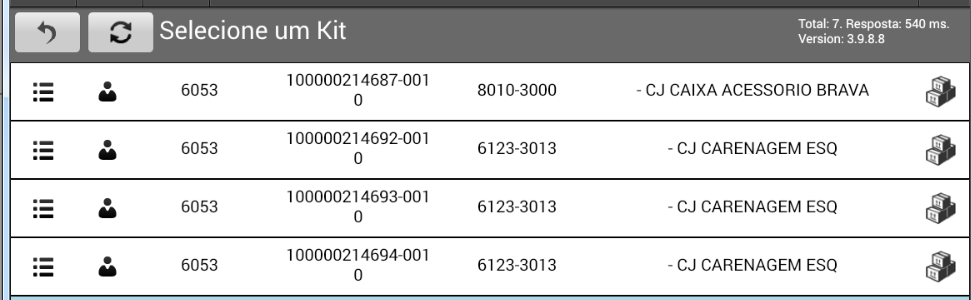 Selecione um Kit
Total: 7. Resposta: 540 ms.
Version: 3.9.8.8
6053 100000214687-001 8010-3000 - CJ CAIXA ACESSORIO BRAVA
0
6053 100000214692-001 6123-3013 - CJ CARENAGEM ESQ
0
6053 100000214693-001 6123-3013 - CJ CARENAGEM ESQ
0
6053 100000214694-001 6123-3013 - CJ CARENAGEM ESQ
0